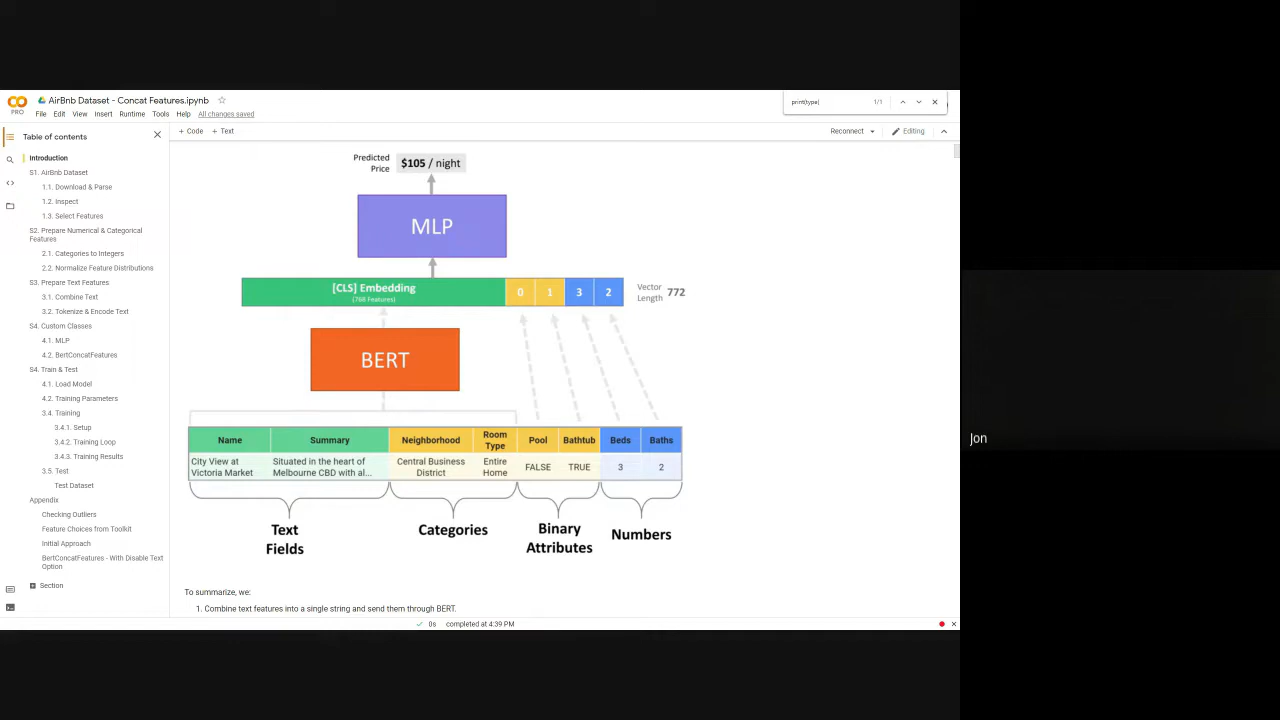 AirBnb Dataset - Concat Features.ipynb
PRO
File Edit View Insert Runtime Tools Help All changes saved
print(type| 1/1
+ Code + Text
Reconnect
Editing
Table of contents
Introduction
S1. AirBnb Dataset
1.1. Download & Parse
1.2. Inspect
1.3. Select Features
S2. Prepare Numerical & Categorical
Features
2.1. Categories to Integers
2.2. Normalize Feature Distributions
S3. Prepare Text Features
3.1. Combine Text
3.2. Tokenize & Encode Text
S4. Custom Classes
4.1. MLP
4.2. BertConcatFeatures
S4. Train & Test
4.1. Load Model
4.2. Training Parameters
3.4. Training
3.4.1. Setup
3.4.2. Training Loop
3.4.3. Training Results
3.5. Test
Test Dataset
Appendix
Checking Outliers
Feature Choices from Toolkit
Initial Approach
BertConcatFeatures - With Disable Text
Option
Section
Predicted
Price
$105 / night
MLP
[CLS] Embedding
(768 Features)
0 1 3 2
Vector
Length
772
BERT
Name Summary Neighborhood Room Type Pool Bathtub Beds Baths
City View at
Victoria Market
Situated in the heart of
Melbourne CBD with al...
Central Business
District
Entire
Home
FALSE TRUE 3 2
Text
Fields
Categories
Binary
Attributes
Numbers
To summarize, we:
1. Combine text features into a single string and send them through BERT.
0s completed at 4:39 PM
Jon